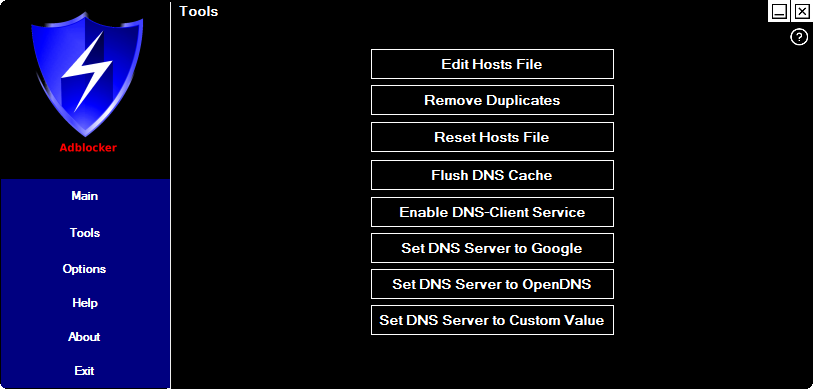 Tools
?
Adblocker
Main
Tools
Options
Help
About
Exit
Edit Hosts File
Remove Duplicates
Reset Hosts File
Flush DNS Cache
Enable DNS-Client Service
Set DNS Server to Google
Set DNS Server to OpenDNS
Set DNS Server to Custom Value